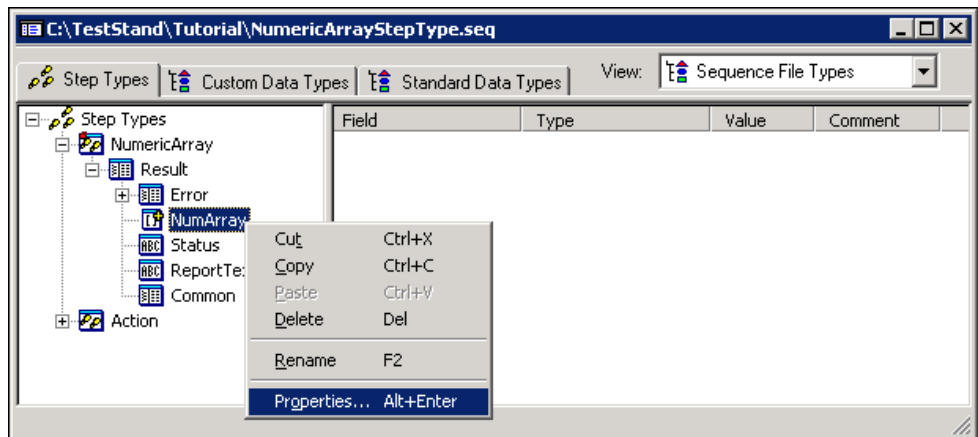 C:\TestStand\Tutorial\NumericArrayStepType.seq
Step Types Custom Data Types Standard Data Types View: Sequence File Types
Step Types
Field Type Value Comment
NumericArray
Result
Error
NumArray
Status
ReportTe
Common
Action
Cut Ctrl+X
Copy Ctrl+C
Paste Ctrl+V
Delete Del
Rename F2
Properties... Alt+Enter